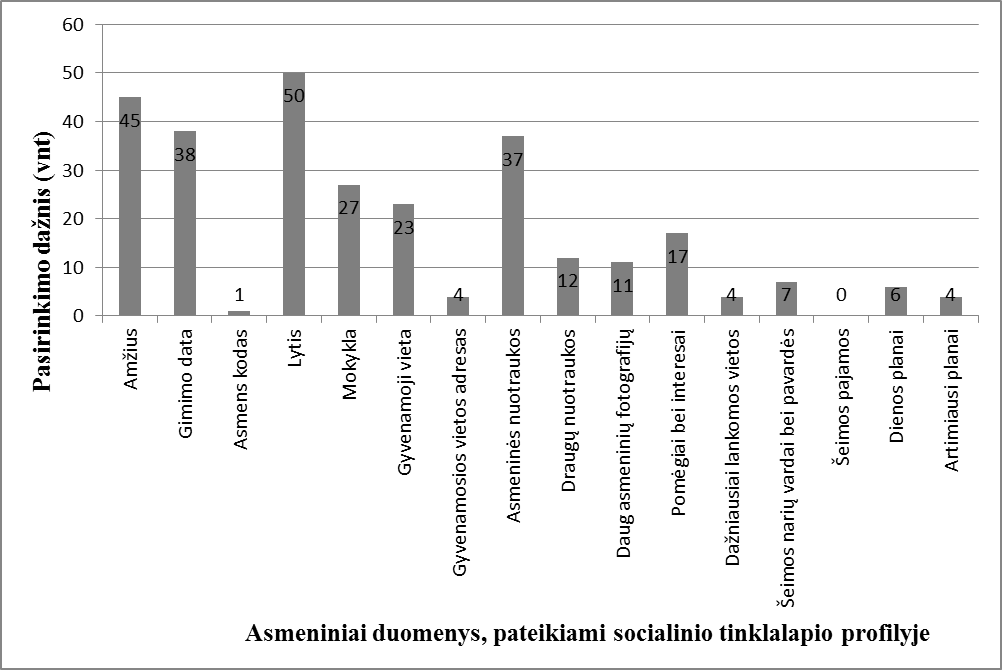 Pasirinkimo dažnis (vnt)
60
50
40
30
20
10
0
45
38
1
50
27
23
4
37
12
11
17
4
7
0
6
4
Amžius
Gimimo data
Asmens kodas
Lytis
Mokykla
Gyvenamoji vieta
Gyvenamosios vietos adresas
Asmeninės nuotraukos
Draugų nuotraukos
Daug asmeninių fotografijų
Pomėgiai bei interesai
Dažniausiai lankomos vietos
Šeimos narių vardai bei pavardės
Šeimos pajamos
Dienos planai
Artimiausi planai
Asmeniniai duomenys, pateikiami socialinio tinklalapio profilyje